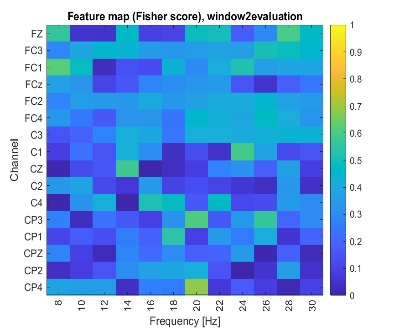 Feature map (Fisher score), window2evaluation
FZ
FC3
FC1
FCz
FC2
FC4
C3
C1
CZ
C2
C4
CP3
CP1
CPZ
CP2
CP4
Channel
8 10 12 14 16 18 20 22 24 26 28 30
Frequency [Hz]
1
0.9
0.8
0.7
0.6
0.5
0.4
0.3
0.2
0.1
0